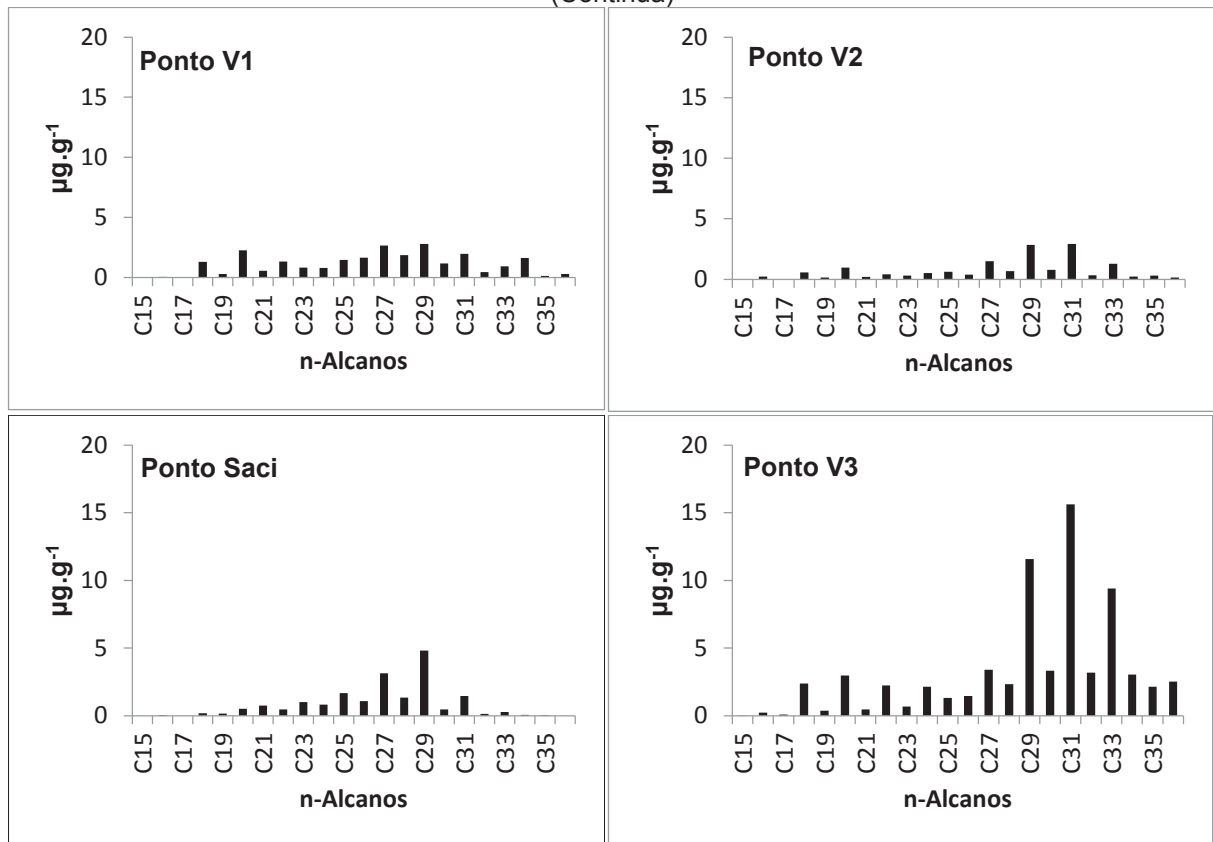 (Continua)
Ponto V1
20
15
10
5
0
µg.g-1
C15 C17 C19 C21 C23 C25 C27 C29 C31 C33 C35
n-Alcanos
Ponto V2
20
15
10
5
0
µg.g-1
C15 C17 C19 C21 C23 C25 C27 C29 C31 C33 C35
n-Alcanos
Ponto Saci
20
15
10
5
0
µg.g-1
C15 C17 C19 C21 C23 C25 C27 C29 C31 C33 C35
n-Alcanos
Ponto V3
20
15
10
5
0
µg.g-1
C15 C17 C19 C21 C23 C25 C27 C29 C31 C33 C35
n-Alcanos